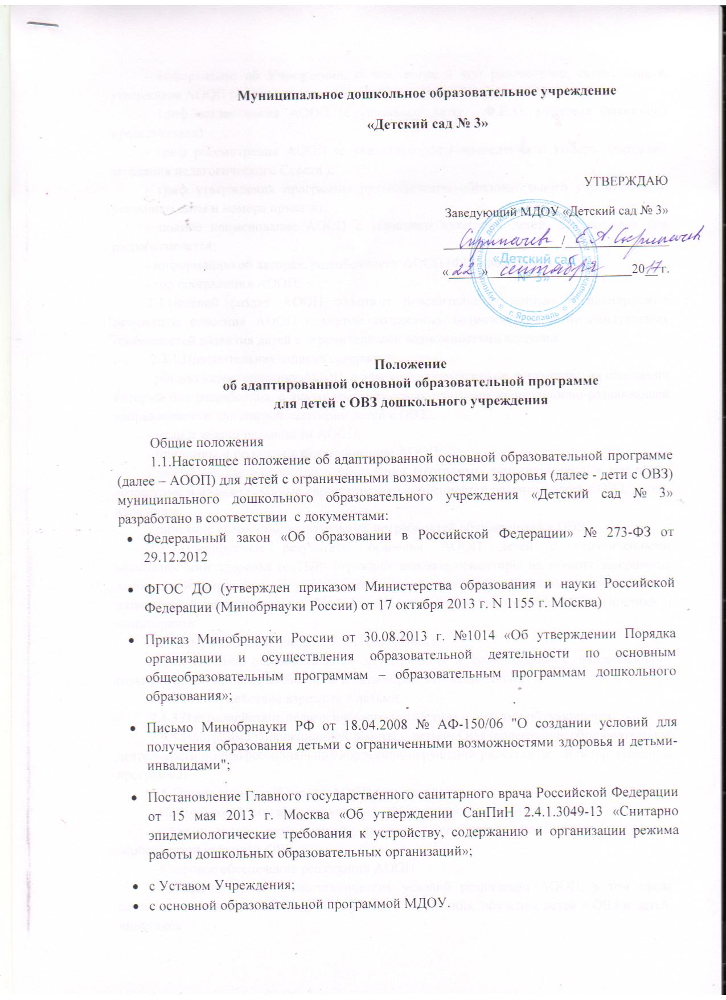 Муниципальное дошкольное образовательное учреждение
«Детский сад № 3»
УТВЕРЖДАЮ
Заведующий МДОУ «Детский сад № 3»
/ Е.А. Скрипачева
« 22 » сентября 2017 г.
муниципальное дошкольное образовательное учреждение
«Детский сад
№ 3»
* г. Ярославль *
Положение
об адаптированной основной образовательной программе
для детей с ОВЗ дошкольного учреждения
Общие положения
1.1.Настоящее положение об адаптированной основной образовательной программе
(далее – АООП) для детей с ограниченными возможностями здоровья (далее - дети с ОВЗ)
муниципального дошкольного образовательного учреждения «Детский сад № 3»
разработано в соответствии с документами:
• Федеральный закон «Об образовании в Российской Федерации» № 273-ФЗ от
29.12.2012
• ФГОС ДО (утвержден приказом Министерства образования и науки Российской
Федерации (Минобрнауки России) от 17 октября 2013 г. N 1155 г. Москва)
• Приказ Минобрнауки России от 30.08.2013 г. №1014 «Об утверждении Порядка
организации и осуществления образовательной деятельности по основным
общеобразовательным программам – образовательным программам дошкольного
образования»;
• Письмо Минобрнауки РФ от 18.04.2008 № АФ-150/06 "О создании условий для
получения образования детьми с ограниченными возможностями здоровья и детьми-
инвалидами";
• Постановление Главного государственного санитарного врача Российской Федерации
от 15 мая 2013 г. Москва «Об утверждении СанПиН 2.4.1.3049-13 «Снитарно
эпидемиологические требования к устройству, содержанию и организации режима
работы дошкольных образовательных организаций»;
• с Уставом Учреждения;
• с основной образовательной программой МДОУ.